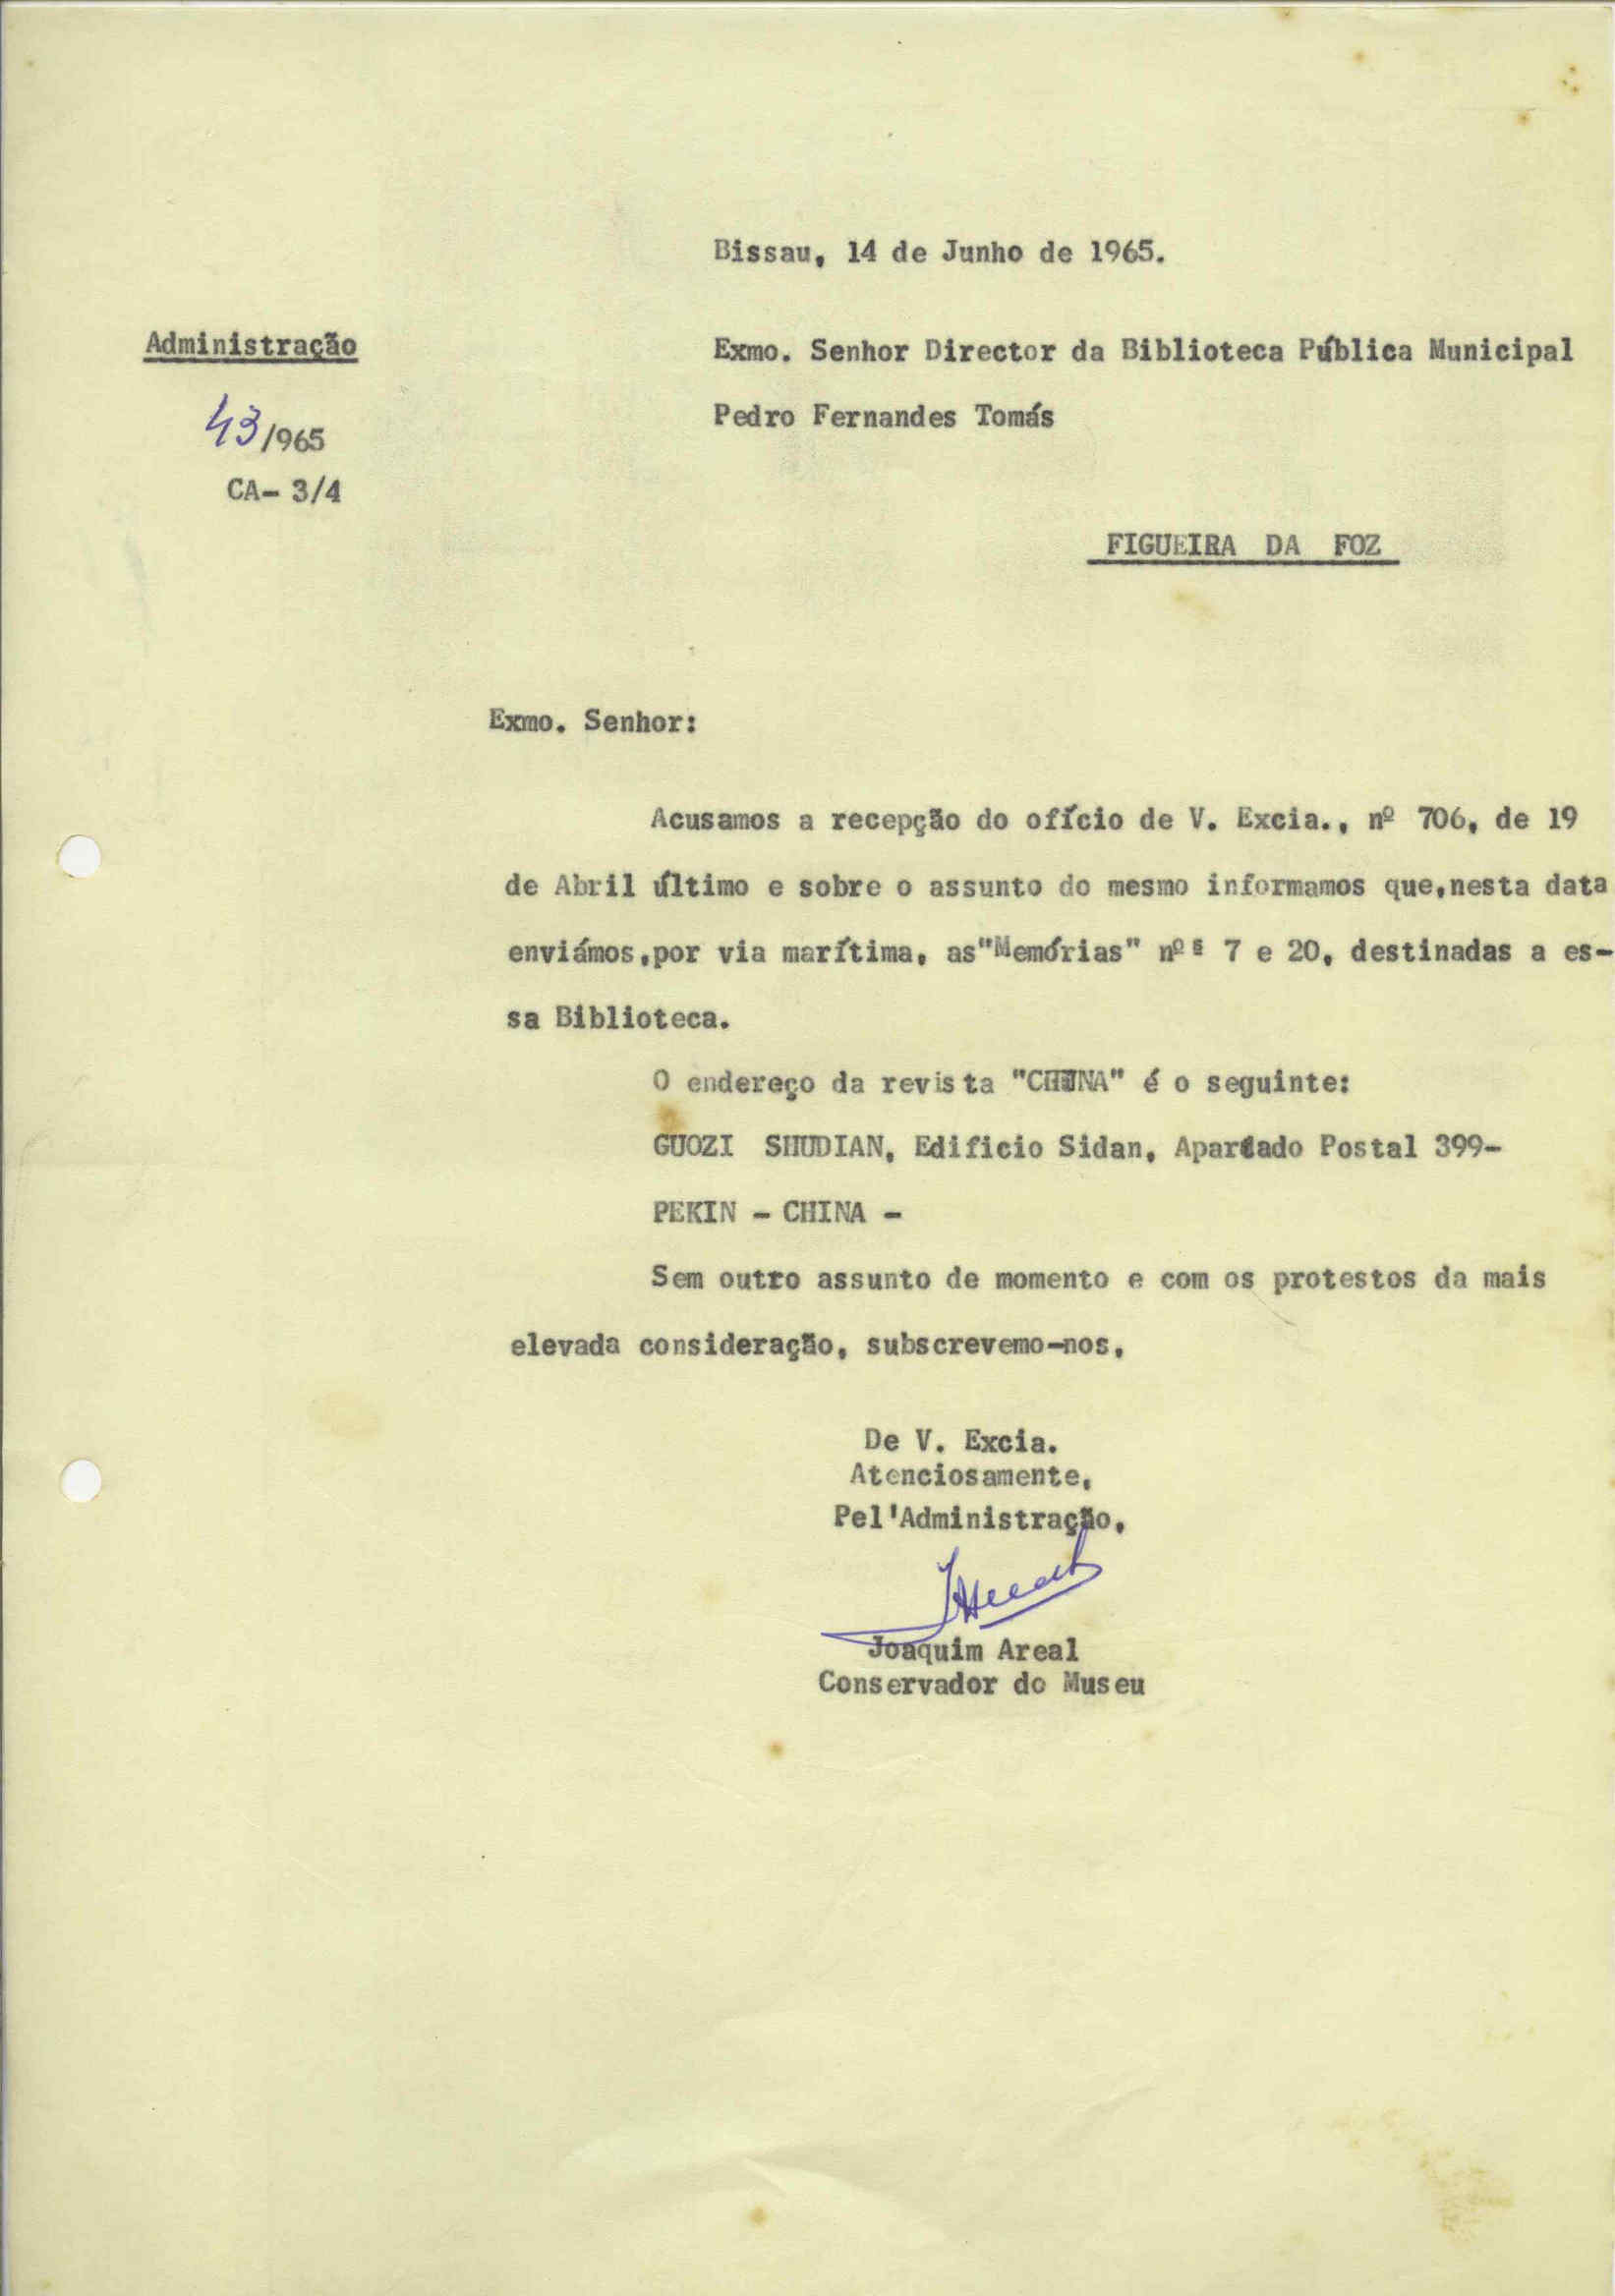 Bissau, 14 de Junho de 1965.
Administração
Exmo. Senhor Director da Biblioteca Pública Municipal
Pedro Fernandes Tomás
43/965
CA- 3/4
FIGUEIRA DA FOZ
Exmo. Senhor:
Acusamos a recepção do ofício de V. Excia., nº 706, de 19
de Abril último e sobre o assunto do mesmo informamos que,nesta data
enviámos,por via marítima, as"Memórias" nºs 7 e 20, destinadas a es-
sa Biblioteca.
O endereço da revista "CHINA" é o seguinte:
GUOZI SHUDIAN, Edificio Sidan, Apartado Postal 399-
PEKIN - CHINA -
Sem outro assunto de momento e com os protestos da mais
elevada consideração, subscrevemo-nos,
De V. Excia.
Atenciosamente,
Pel'Administração,
Joaquim Areal
Conservador do Museu